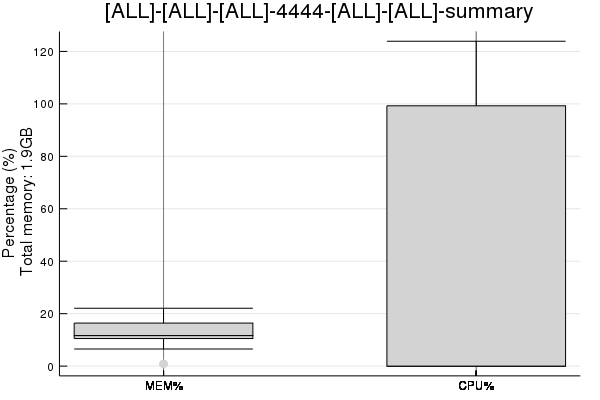 [ALL]-[ALL]-[ALL]-4444-[ALL]-[ALL]-summary
Percentage (%)
Total memory: 1.9GB
120
100
80
60
40
20
0
MEM%
CPU%